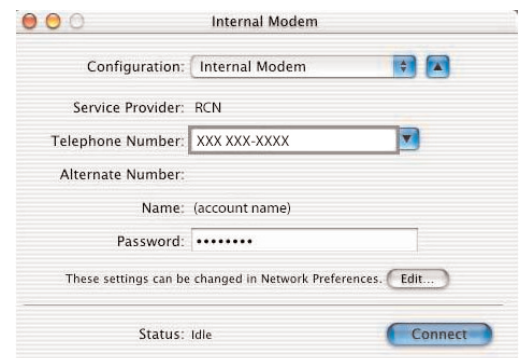 Internal Modem
Configuration: Internal Modem
Service Provider: RCN
Telephone Number: XXX XXX-XXXX
Alternate Number:
Name: (account name)
Password: ••••••••
These settings can be changed in Network Preferences. Edit...
Status: Idle
Connect